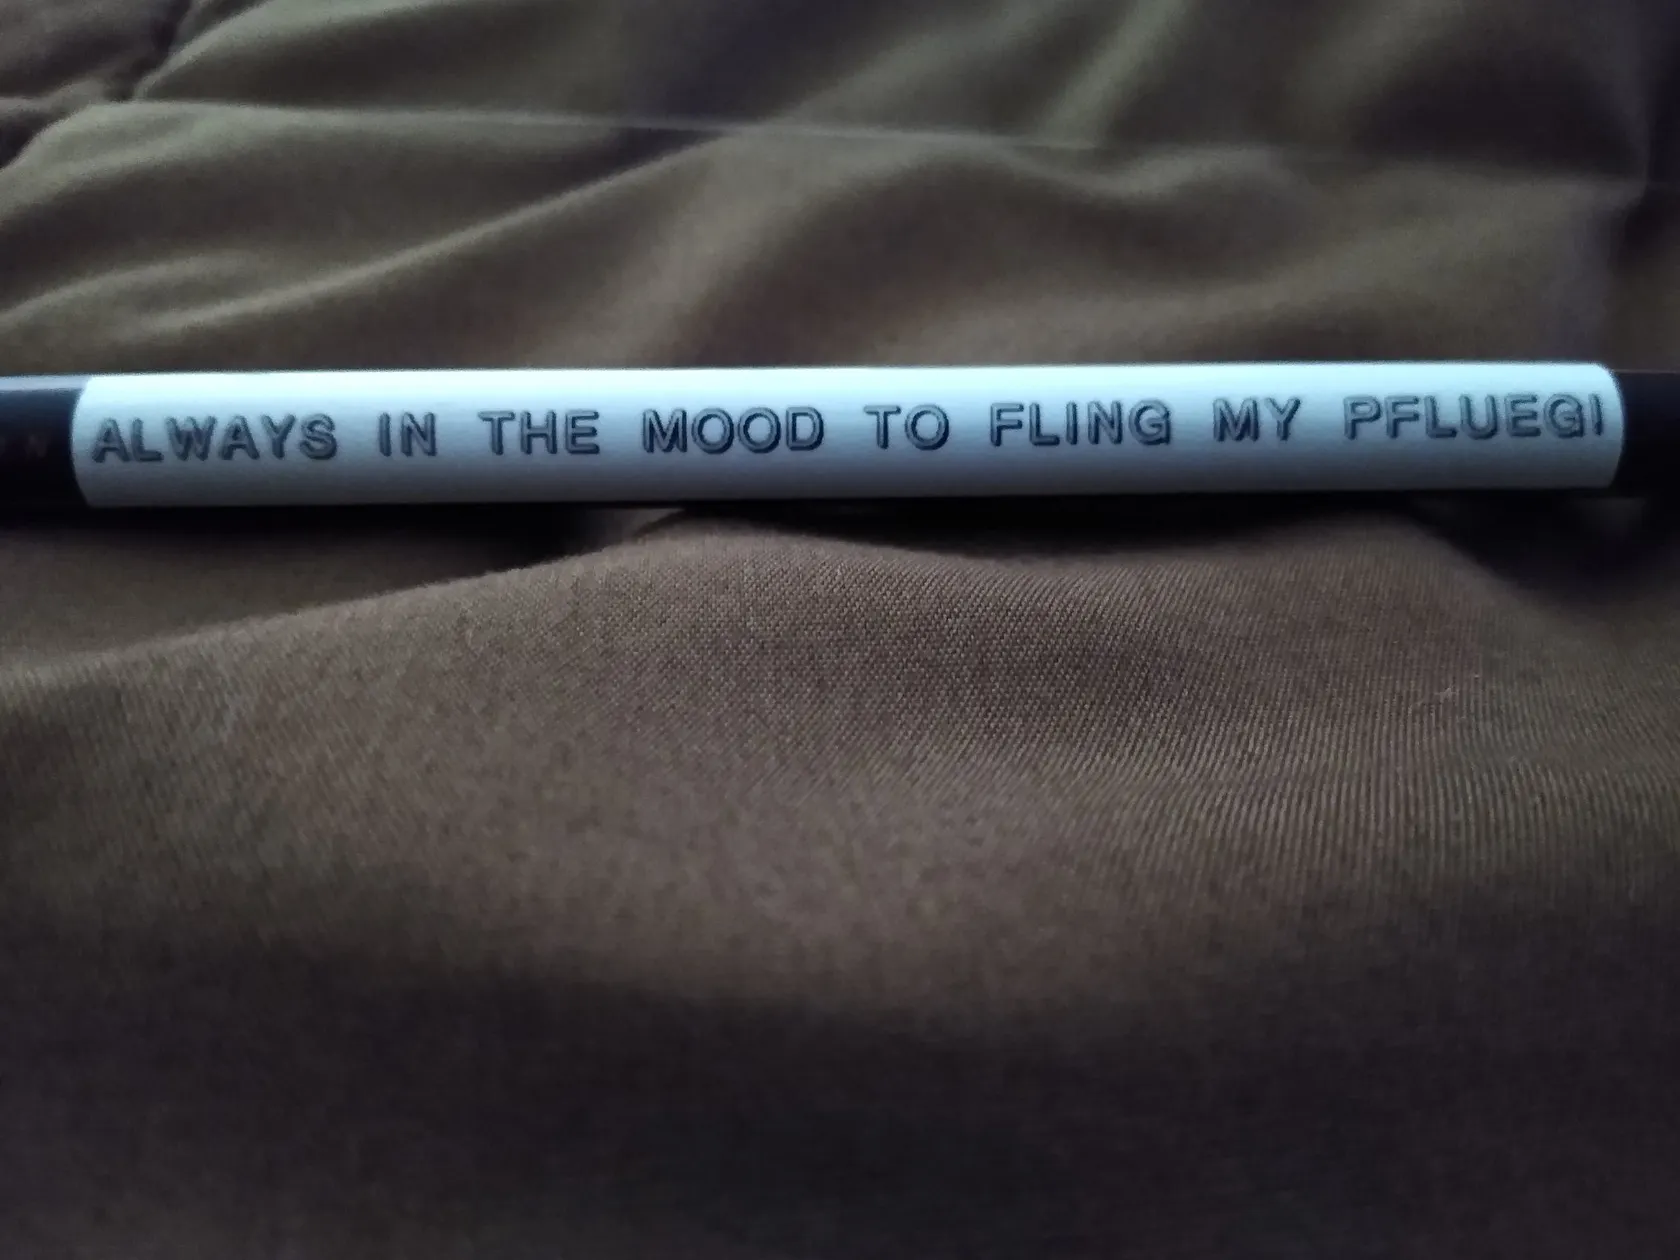 ALWAYS IN THE MOOD TO FLING MY PFLUEGI